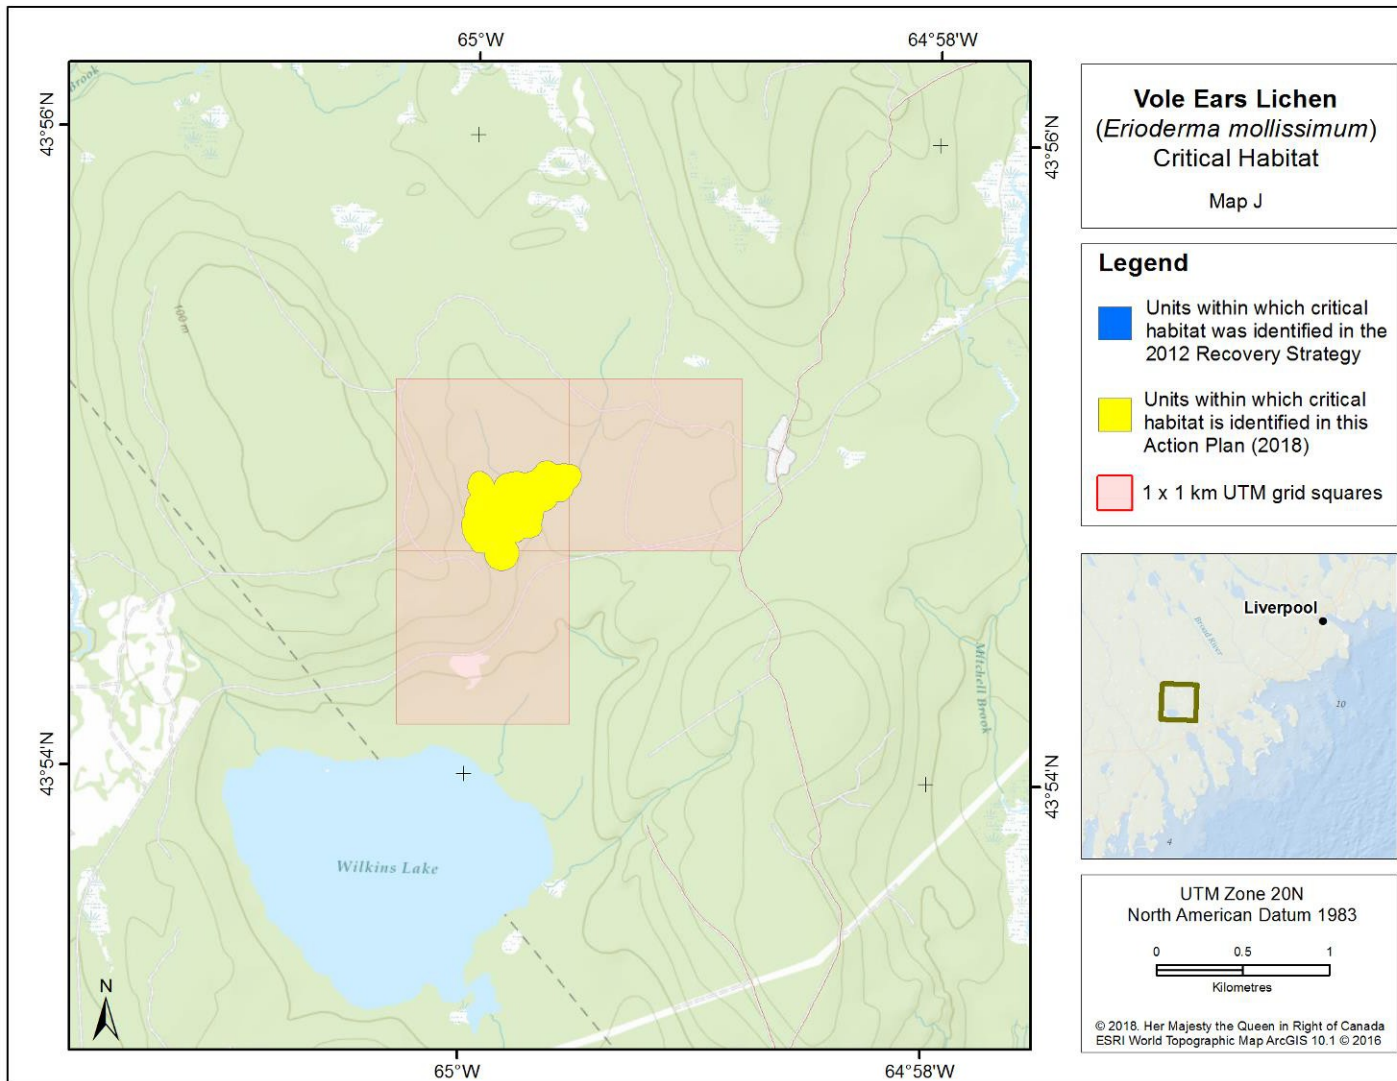 65°W
64°58'W
43°56'N
43°56'N
Brook
100 m
43°54'N
43°54'N
Mitchell Brook
Wilkins Lake
N
65°W
64°58'W
Vole Ears Lichen
(Erioderma mollissimum)
Critical Habitat
Map J
Legend
Units within which critical
habitat was identified in the
2012 Recovery Strategy
Units within which critical
habitat is identified in this
Action Plan (2018)
1 x 1 km UTM grid squares
Liverpool
Broad River
10
4
UTM Zone 20N
North American Datum 1983
0 0.5 1
Kilometres
© 2018. Her Majesty the Queen in Right of Canada
ESRI World Topographic Map ArcGIS 10.1 © 2016